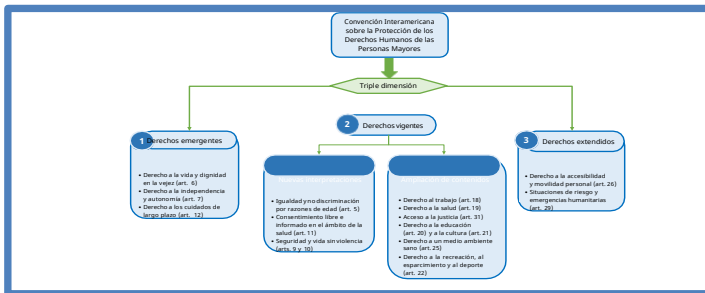 Convención Interamericana
sobre la Protección de los
Derechos Humanos de las
Personas Mayores
Triple dimensión
1 Derechos emergentes
• Derecho a la vida y dignidad
en la vejez (art. 6)
• Derecho a la independencia
y autonomía (art. 7)
• Derecho a los cuidados de
largo plazo (art. 12)
2 Derechos vigentes
• Igualdad y no discriminación
por razones de edad (art. 5)
• Consentimiento libre e
informado en el ámbito de la
salud (art. 11)
• Seguridad y vida sin violencia
(arts. 9 y 10)
• Derecho al trabajo (art. 18)
• Derecho a la salud (art. 19)
• Acceso a la justicia (art. 31)
• Derecho a la educación
(art. 20) y a la cultura (art. 21)
• Derecho a un medio ambiente
sano (art. 25)
• Derecho a la recreación, al
esparcimiento y al deporte
(art. 22)
3 Derechos extendidos
• Derecho a la accesibilidad
y movilidad personal (art. 26)
• Situaciones de riesgo y
emergencias humanitarias
(art. 29)